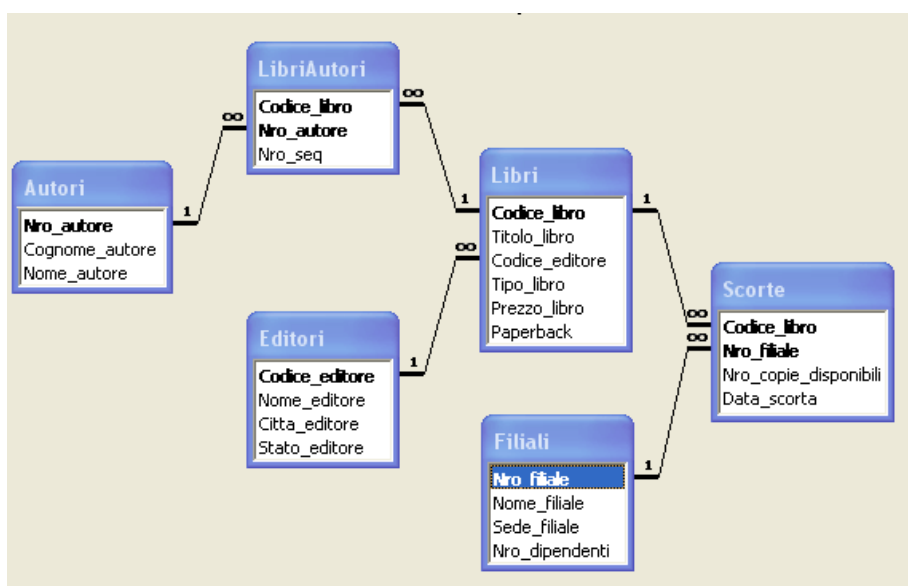 LibriAutori
Codice_libro
Nro_autore
Nro_seq
∞
∞
Autori
Nro_autore
Cognome_autore
Nome_autore
1
Libri
Codice_libro
Titolo_libro
Codice_editore
Tipo_libro
Prezzo_libro
Paperback
1
1
∞
Editori
Codice_editore
Nome_editore
Citta_editore
Stato_editore
1
Scorte
Codice_libro
Nro_filiale
Nro_copie_disponibili
Data_scorta
∞
∞
Filiali
Nro_filiale
Nome_filiale
Sede_filiale
Nro_dipendenti
1